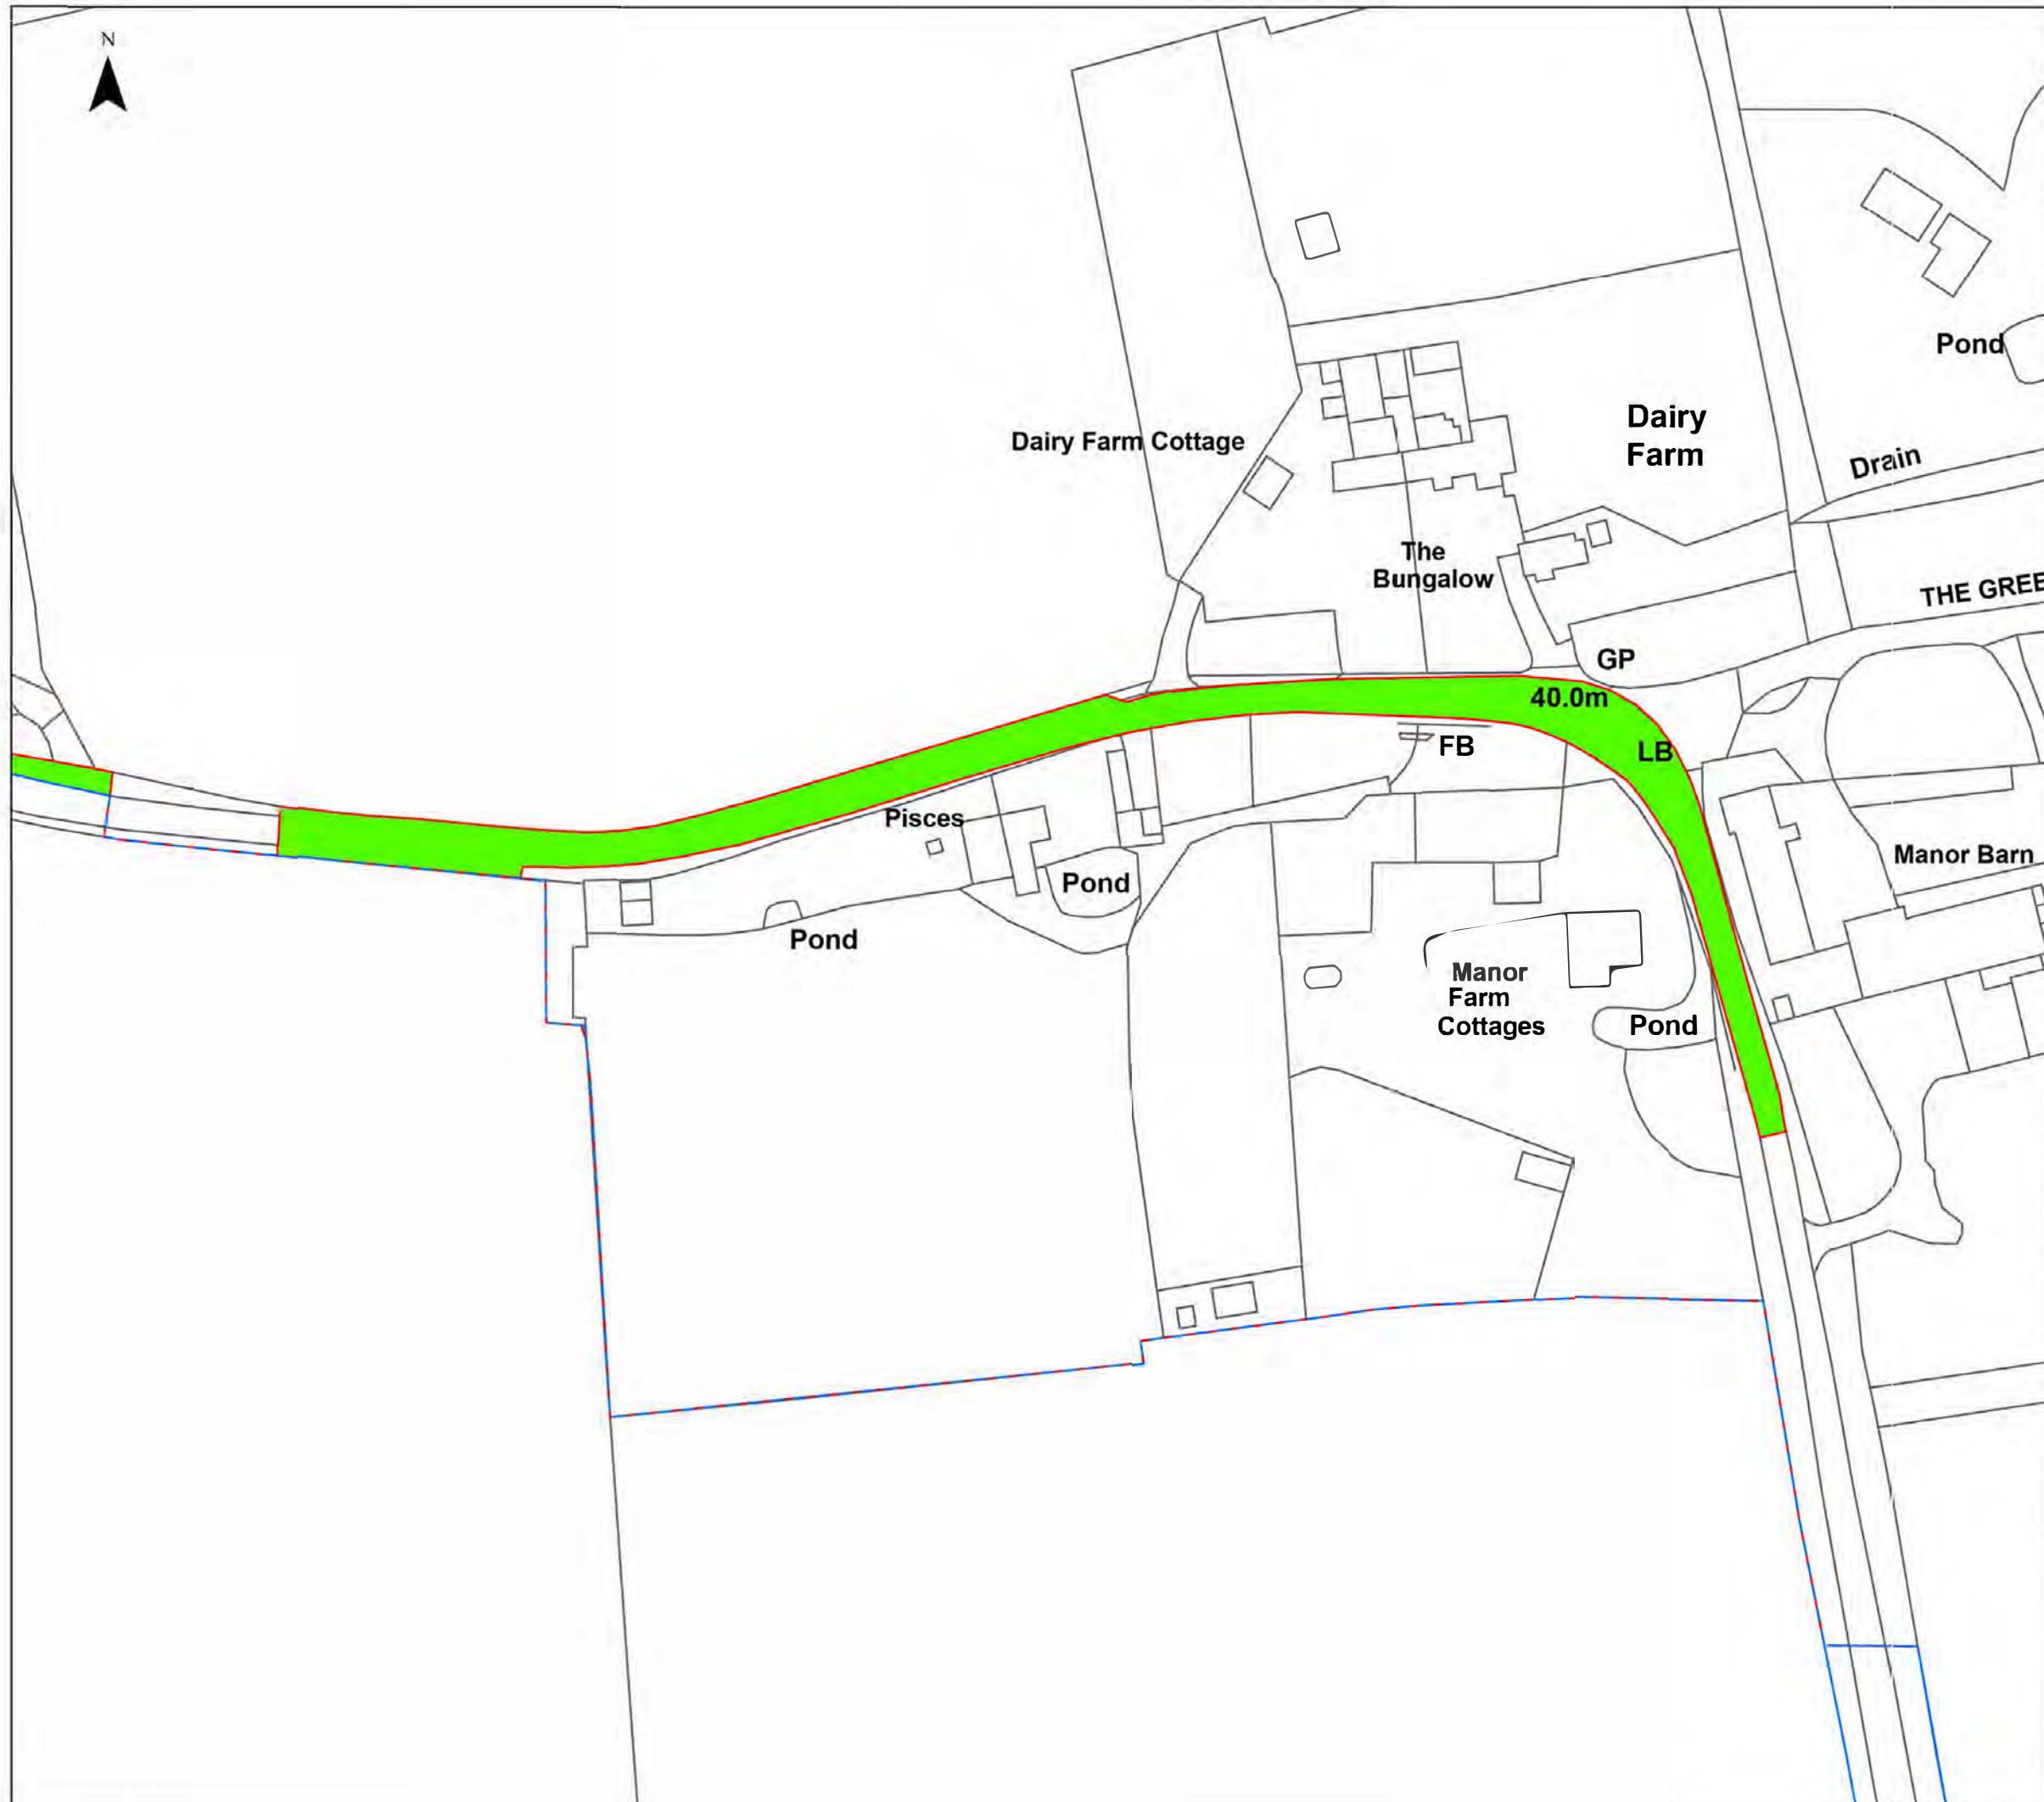 N
Pond
Dairy
Farm
Dairy Farm Cottage
Drain
The
Bungalow
THE GREE
GP
40.0m
FB
LB
Pisces
Manor Barn
Pond
Pond
Manor
Farm
Cottages
Pond